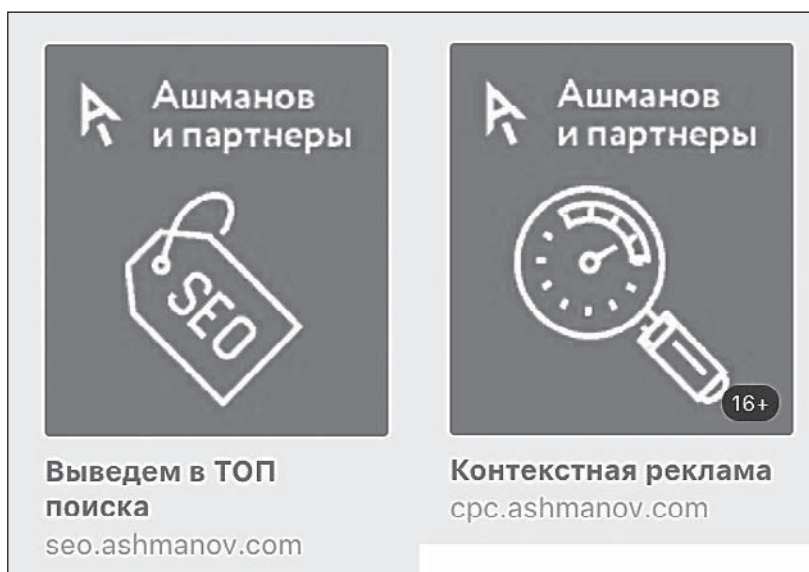 Ашманов
и партнеры
SEO
Выведем в ТОП
поиска
seo.ashmanov.com
Ашманов
и партнеры
16+
Контекстная реклама
cpc.ashmanov.com